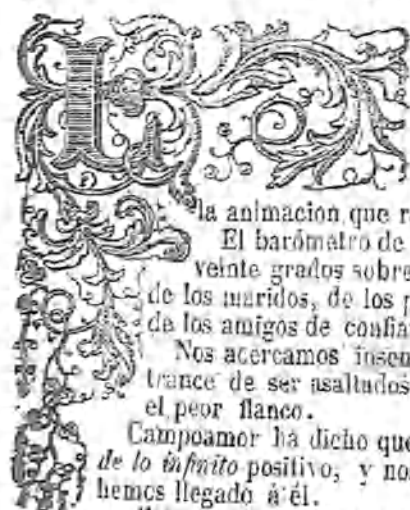 La
la animacion que
El barómetro de
veinte grados sobre
de los maridos, de los
de los amigos de
Nos acercamos
trance de ser asaltados
el peor flanco.
Campoamor ha dicho que
de lo infinito positivo, y
hemos llegado á él.